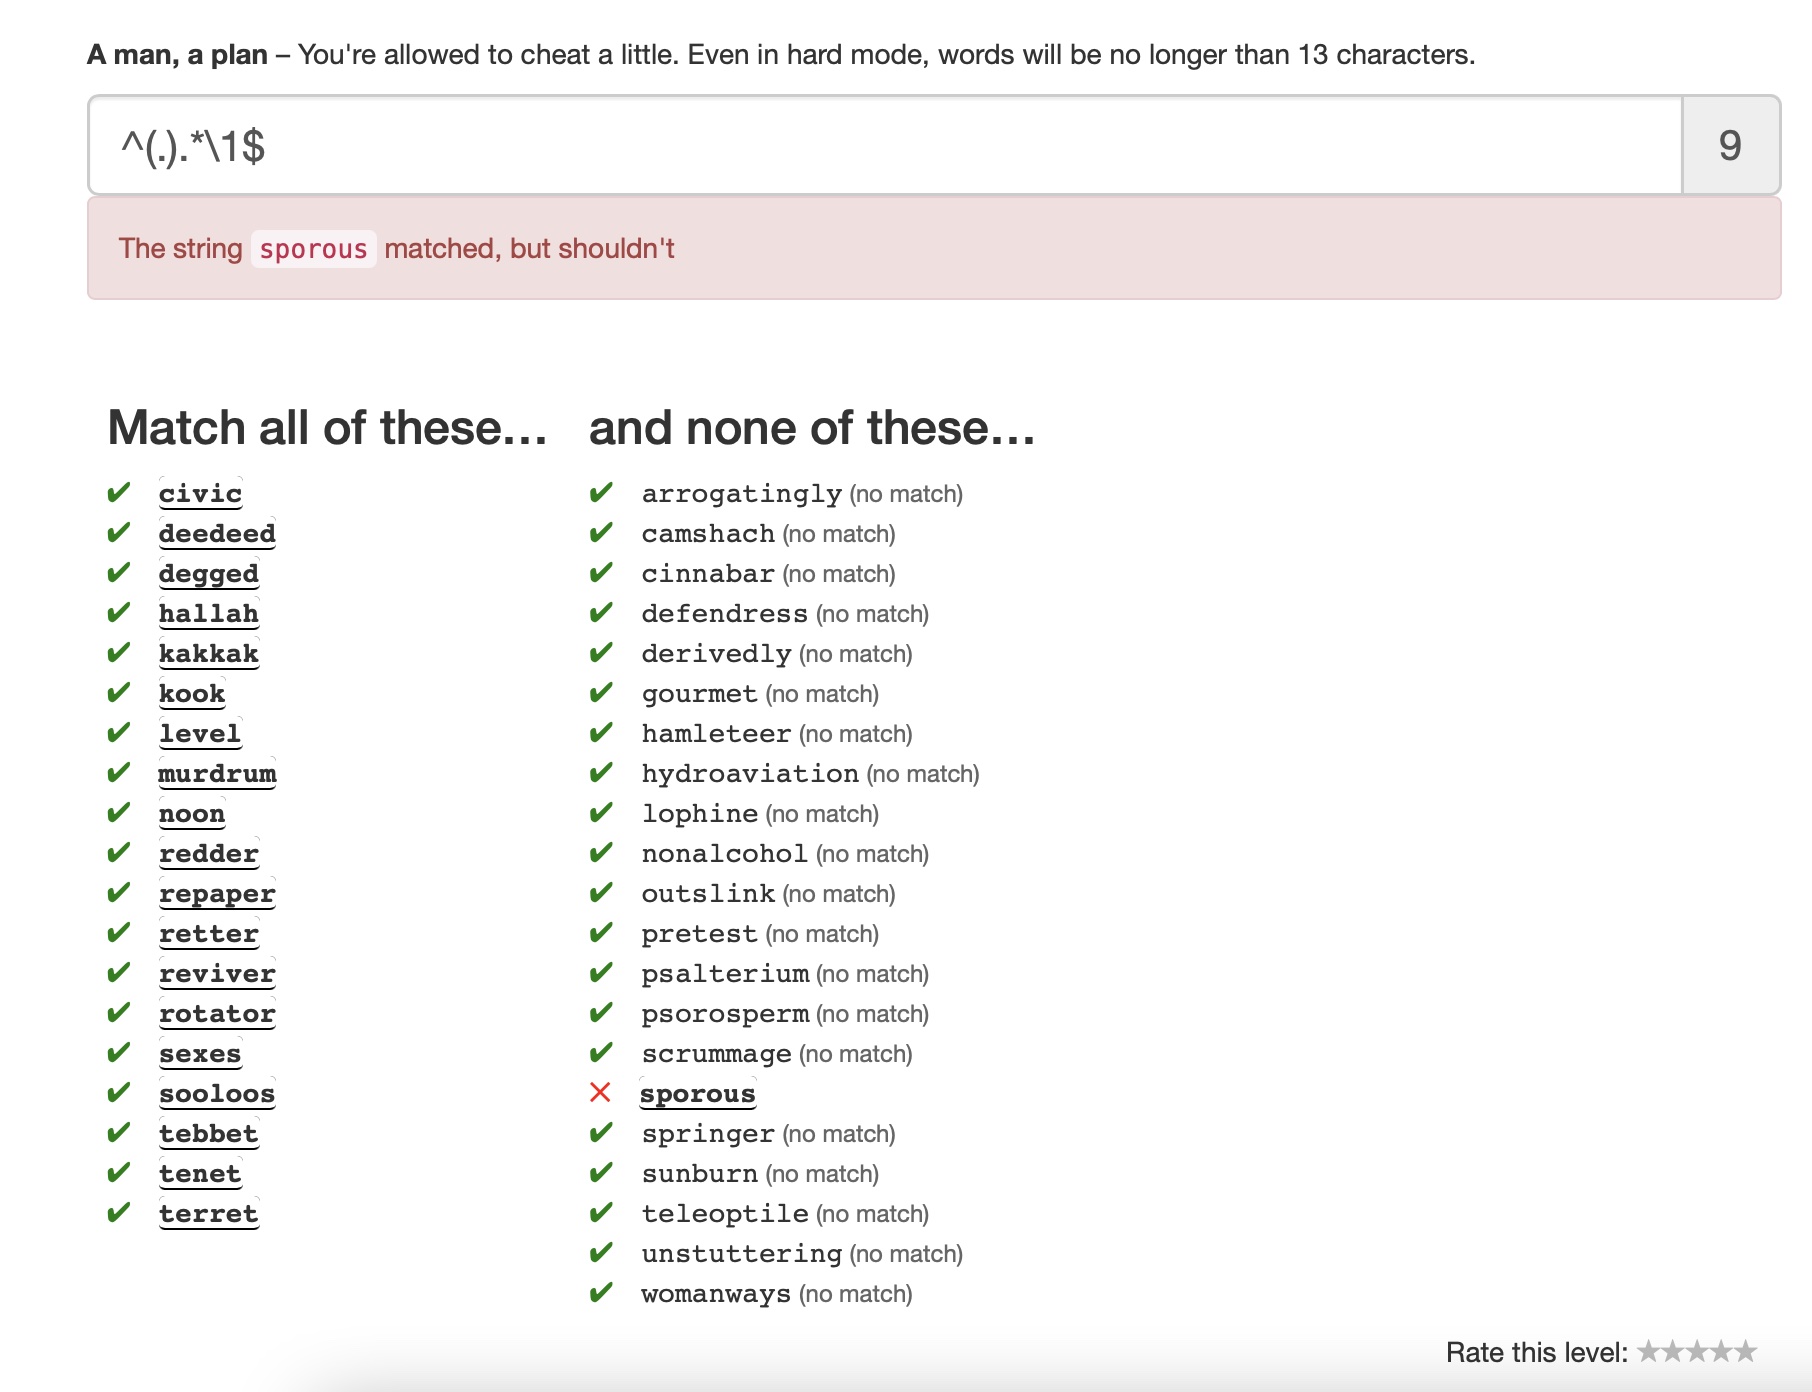 A man, a plan – You're allowed to cheat a little. Even in hard mode, words will be no longer than 13 characters.
^(.).*\1$ 9
The string sporous matched, but shouldn't
Match all of these... and none of these...
✔ civic ✔ arrogatingly (no match)
✔ deedeed ✔ camshach (no match)
✔ degged ✔ cinnabar (no match)
✔ hallah ✔ defendress (no match)
✔ kakkak ✔ derivedly (no match)
✔ kook ✔ gourmet (no match)
✔ level ✔ hamleteer (no match)
✔ murdrum ✔ hydroaviation (no match)
✔ noon ✔ lophine (no match)
✔ redder ✔ nonalcohol (no match)
✔ repaper ✔ outslink (no match)
✔ retter ✔ pretest (no match)
✔ reviver ✔ psalterium (no match)
✔ rotator ✔ psorosperm (no match)
✔ sexes ✔ scrummage (no match)
✔ sooloos ✕ sporous
✔ tebbet ✔ springer (no match)
✔ tenet ✔ sunburn (no match)
✔ terret ✔ teleoptile (no match)
✔ unstuttering (no match)
✔ womanways (no match)
Rate this level: ★★★★★